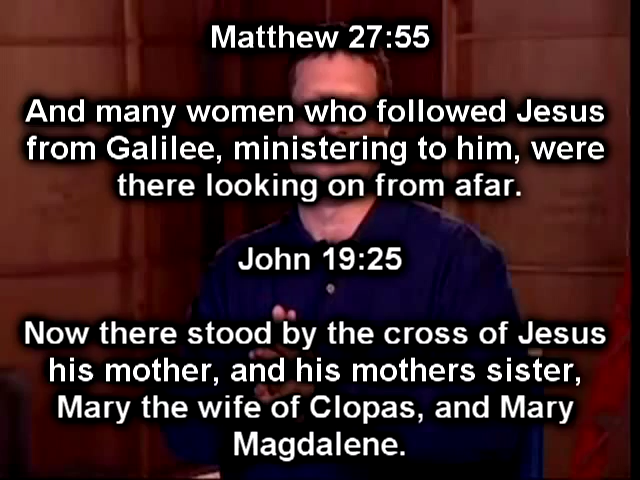 Matthew 27:55
And many women who followed Jesus
from Galilee, ministering to him, were
there looking on from afar.
John 19:25
Now there stood by the cross of Jesus
his mother, and his mothers sister,
Mary the wife of Clopas, and Mary
Magdalene.